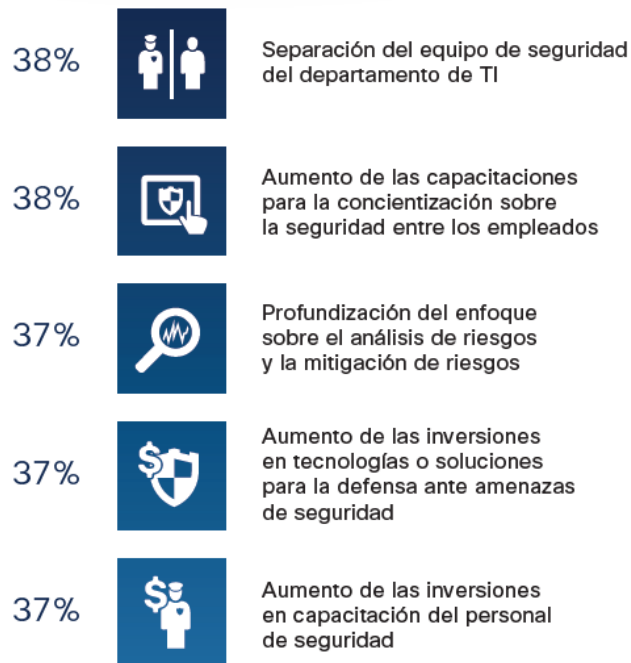 38%
Separación del equipo de seguridad
del departamento de TI
38%
Aumento de las capacitaciones
para la concientización sobre
la seguridad entre los empleados
37%
Profundización del enfoque
sobre el análisis de riesgos
y la mitigación de riesgos
37%
$
Aumento de las inversiones
en tecnologías o soluciones
para la defensa ante amenazas
de seguridad
37%
$
Aumento de las inversiones
en capacitación del personal
de seguridad